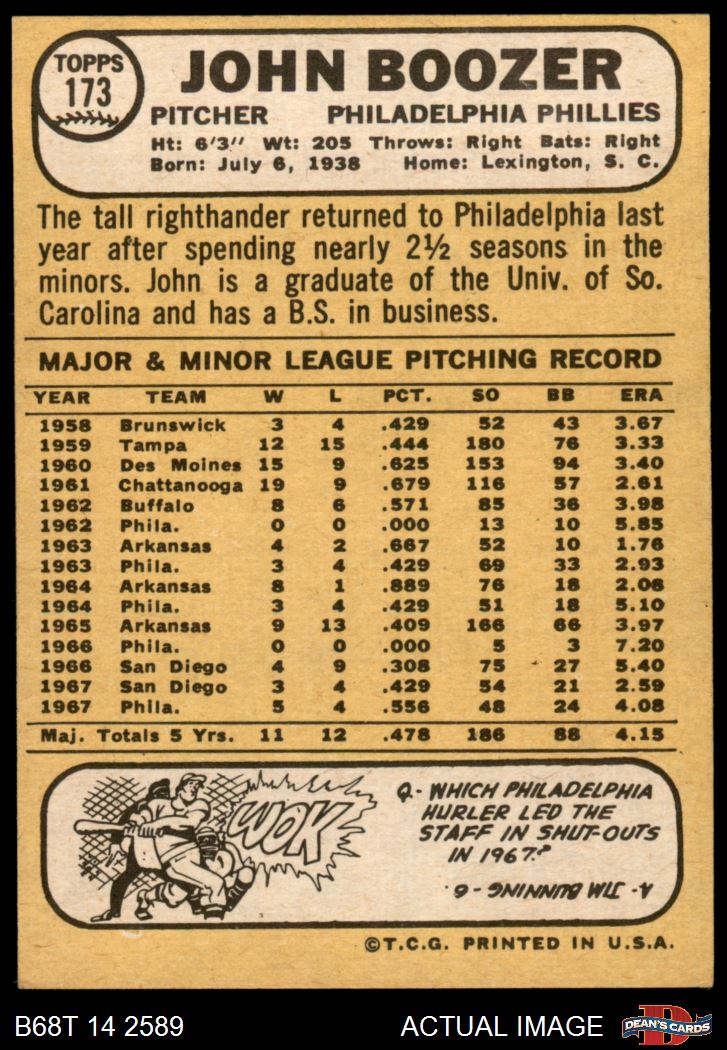 TOPPS
173
JOHN BOOZER
PITCHER PHILADELPHIA PHILLIES
Ht: 6'3" Wt: 205 Throws: Right Bats: Right
Born: July 6, 1938 Home: Lexington, S. C.
The tall righthander returned to Philadelphia last
year after spending nearly 2½ seasons in the
minors. John is a graduate of the Univ. of So.
Carolina and has a B.S. in business.
MAJOR & MINOR LEAGUE PITCHING RECORD
YEAR TEAM W L PCT. SO BB ERA
1958 Brunswick 3 4 .429 52 43 3.67
1959 Tampa 12 15 .444 180 76 3.33
1960 Des Moines 15 9 .625 153 94 3.40
1961 Chattanooga 19 9 .679 116 57 2.61
1962 Buffalo 8 6 .571 85 36 3.98
1962 Phila. 0 0 .000 13 10 5.85
1963 Arkansas 4 2 .667 52 10 1.76
1963 Phila. 3 4 .429 69 33 2.93
1964 Arkansas 8 1 .889 76 18 2.08
1964 Phila. 3 4 .429 51 18 5.10
1965 Arkansas 9 13 .409 166 66 3.97
1966 Phila. 0 0 .000 5 3 7.20
1966 San Diego 4 9 .308 75 27 5.40
1967 San Diego 3 4 .429 54 21 2.59
1967 Phila. 5 4 .556 48 24 4.08
Maj. Totals 5 Yrs. 11 12 .478 186 88 4.15
WOK
Q- WHICH PHILADELPHIA
HURLER LED THE
STAFF IN SHUT-OUTS
IN 1967?
A- JIM BUNNING - 6.
©T.C.G. PRINTED IN U.S.A.
B68T 14 2589 ACTUAL IMAGE
D
DEAN'S CARDS